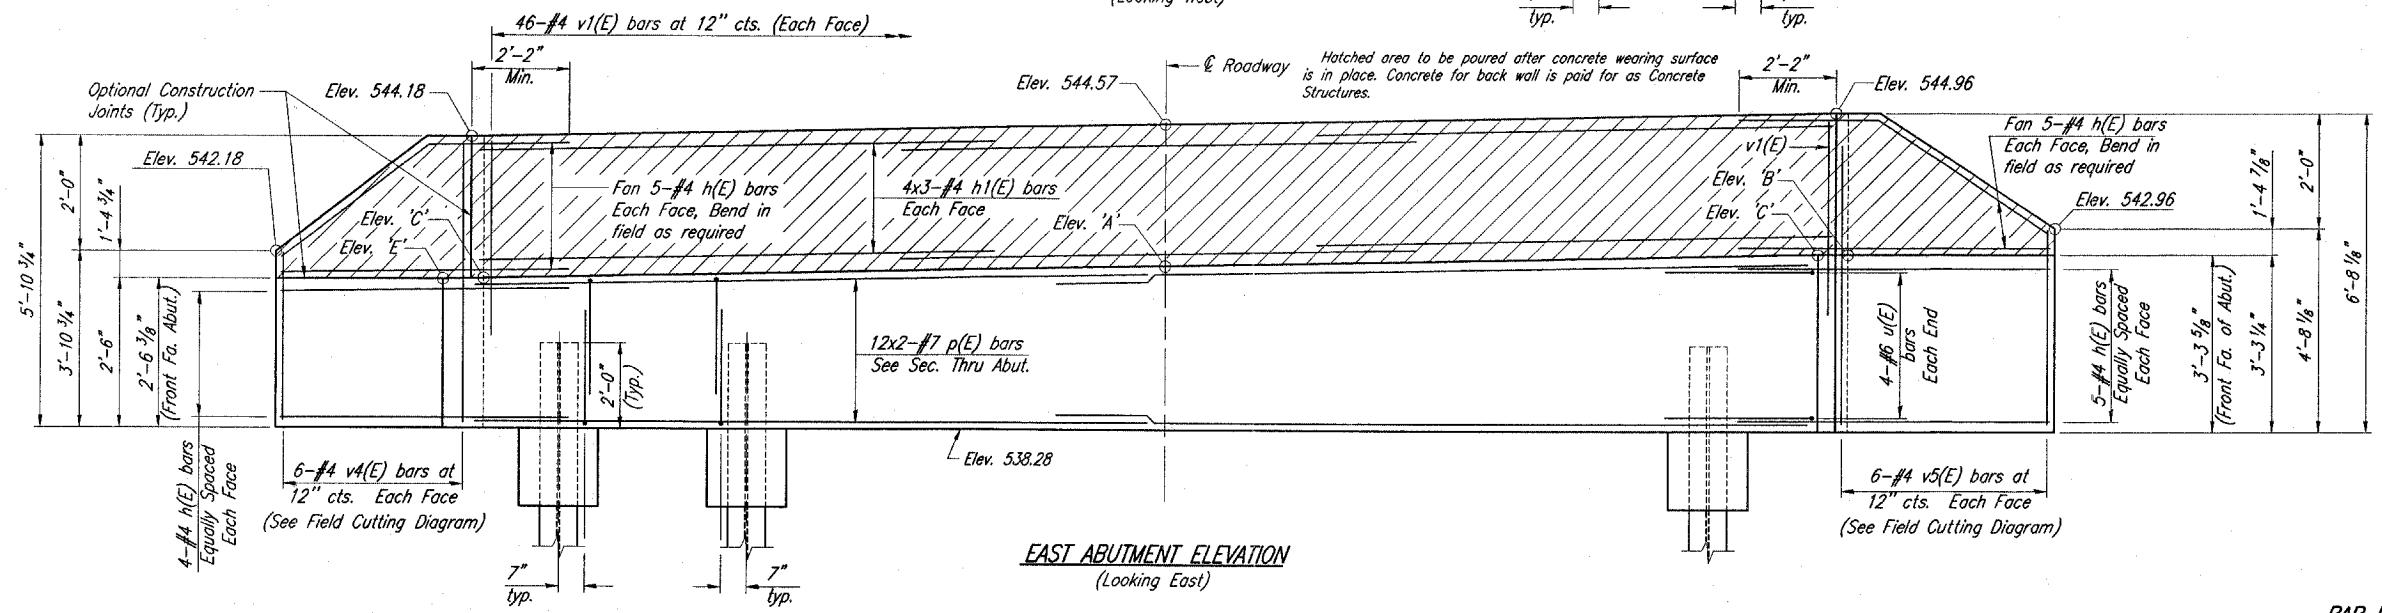 typ.
typ.
46-#4 v1(E) bars at 12" cts. (Each Face)
2'-2"
Min.
Optional Construction
Joints (Typ.)
Elev. 544.18
Elev. 544.57
℄ Roadway
Hatched area to be poured after concrete wearing surface
is in place. Concrete for back wall is paid for as Concrete
Structures.
2'-2"
Min.
Elev. 544.96
Elev. 542.18
Fan 5-#4 h(E) bars
Each Face, Bend in
field as required
v1(E)
Fan 5-#4 h(E) bars
Each Face, Bend in
field as required
4x3-#4 h1(E) bars
Each Face
Elev. 'B'
Elev. 'C'
Elev. 'C'
Elev. 'E'
Elev. 'A'
Elev. 542.96
5'-10 3/4"
2'-0"
3'-10 3/4"
1'-4 3/4"
2'-6"
2'-6 3/8"
(Front Fa. Abut.)
12x2-#7 p(E) bars
See Sec. Thru Abut.
2'-0"
(Typ.)
4-#6 u(E)
bars
Each End
5-#4 h(E) bars
Equally Spaced
Each Face
3'-3 5/8"
(Front Fa. of Abut.)
1'-4 7/8"
3'-3 1/4"
2'-0"
4'-8 1/8"
6'-8 1/8"
4-#4 h(E) bars
Equally Spaced
Each Face
6-#4 v4(E) bars at
12" cts. Each Face
(See Field Cutting Diagram)
Elev. 538.28
6-#4 v5(E) bars at
12" cts. Each Face
(See Field Cutting Diagram)
7"
typ.
7"
typ.
EAST ABUTMENT ELEVATION
(Looking East)